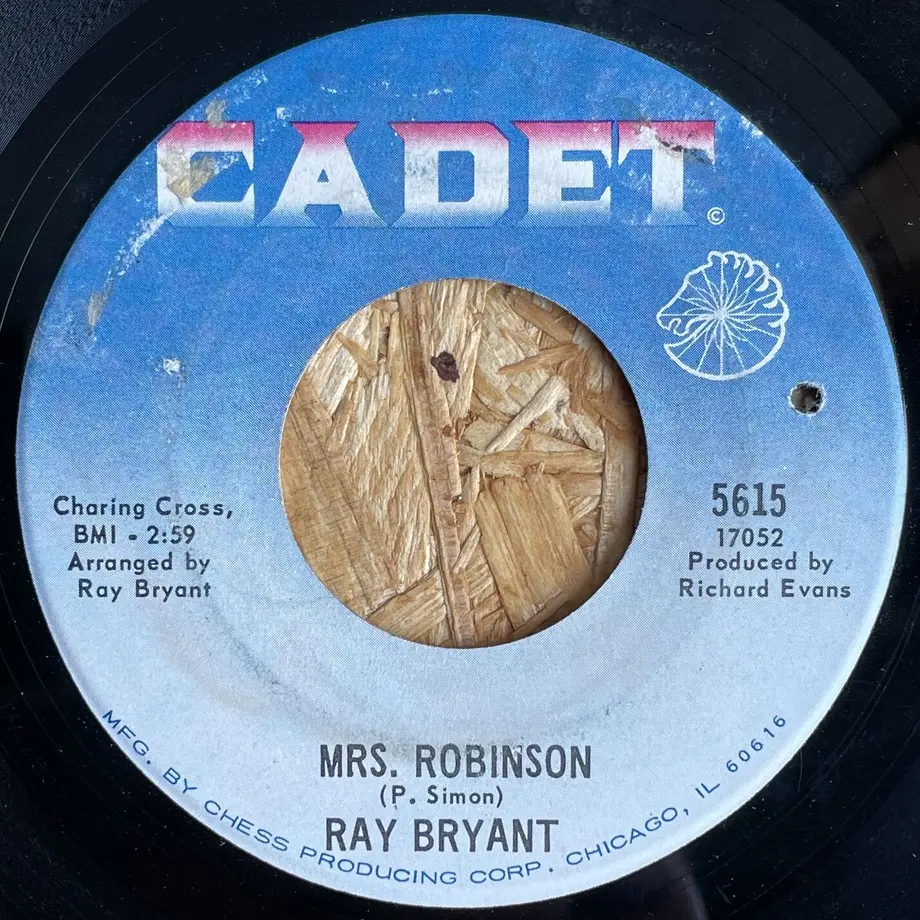 CADET
©
Charing Cross,
BMI - 2:59
Arranged by
Ray Bryant
5615
17052
Produced by
Richard Evans
MRS. ROBINSON
(P. Simon)
RAY BRYANT
MFG. BY CHESS PRODUCING CORP. CHICAGO, IL 60616